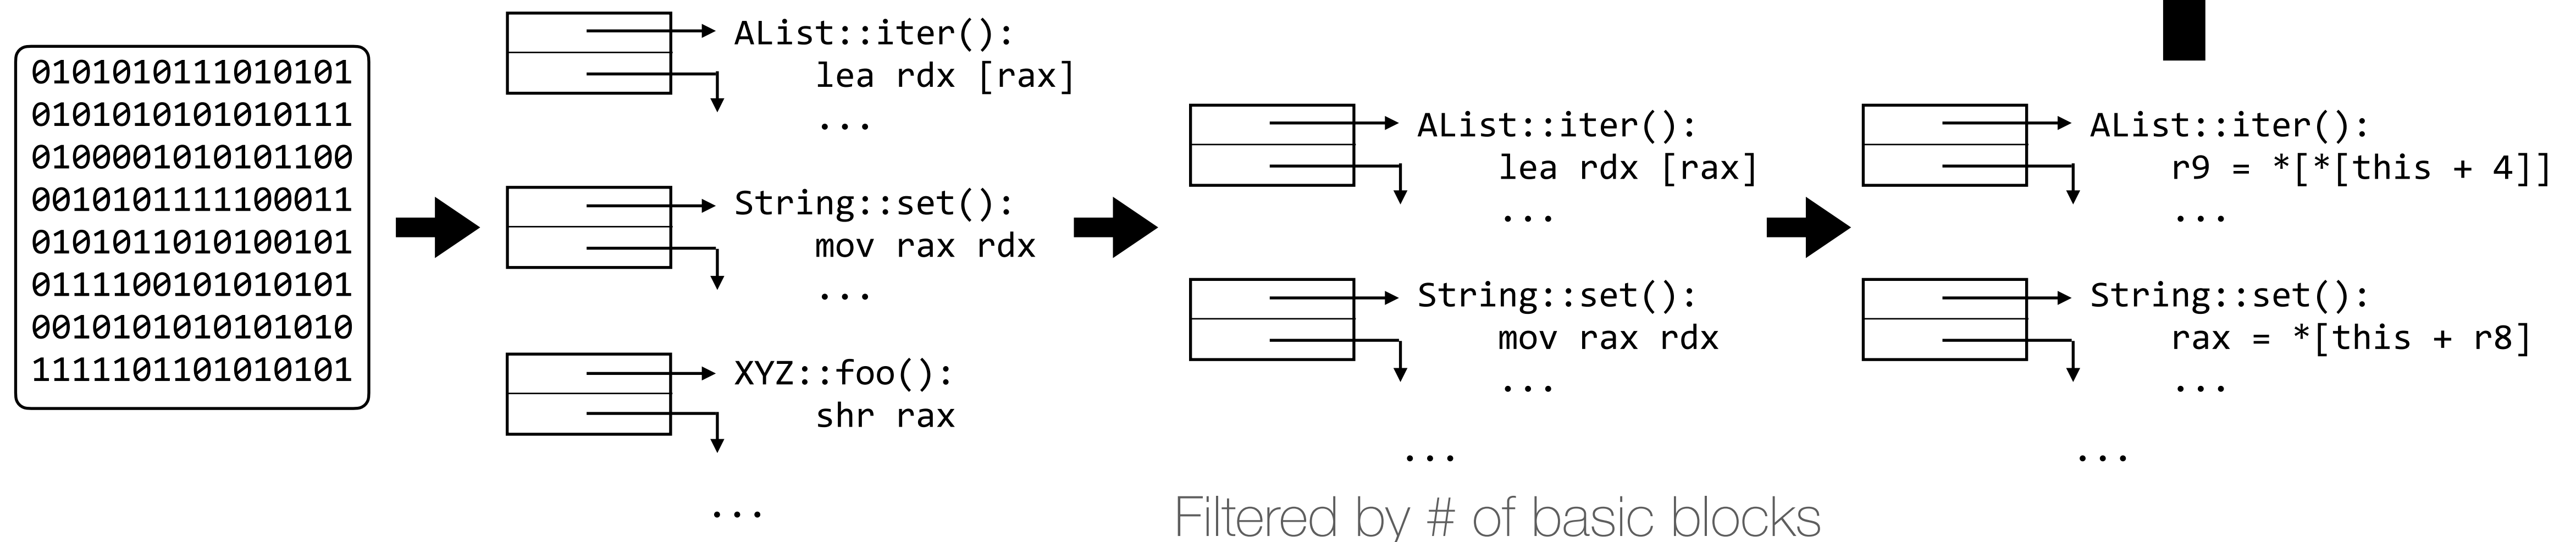 0101010111010101
0101010101010111
0100001010101100
0010101111100011
0101011010100101
0111100101010101
0010101010101010
1111101101010101
AList::iter():
lea rdx [rax]
...
String::set():
mov rax rdx
...
XYZ::foo():
shr rax
...
AList::iter():
lea rdx [rax]
...
String::set():
mov rax rdx
...
...
Filtered by # of basic blocks
AList::iter():
r9 = *[*[this + 4]]
...
String::set():
rax = *[this + r8]
...
...